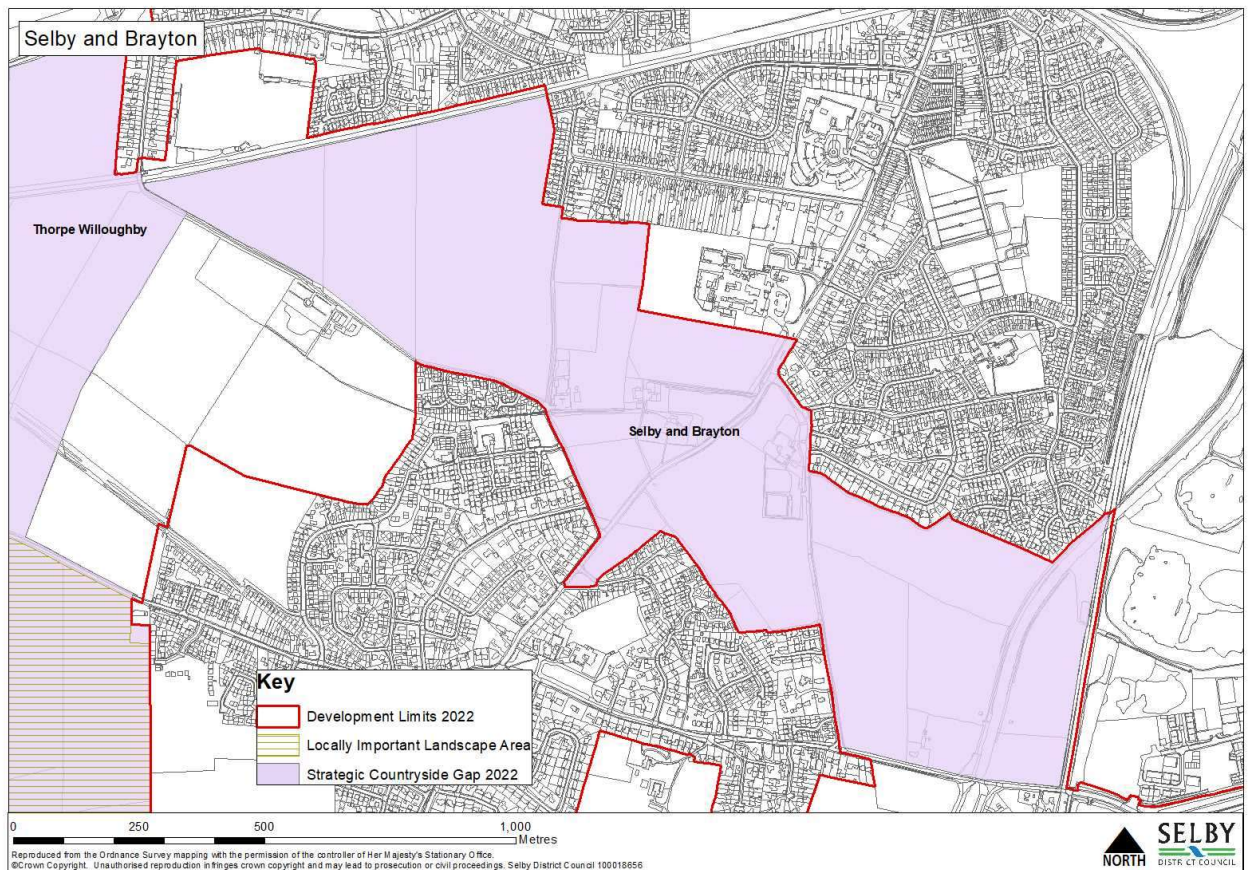 Selby and Brayton
Thorpe Willoughby
Selby and Brayton
Key
Development Limits 2022
Locally Important Landscape Area
Strategic Countryside Gap 2022
0 250 500 1,000
Metres
Reproduced from the Ordnance Survey mapping with the permission of the controller of Her Majesty's Stationary Office.
©Crown Copyright. Unauthorised reproduction infringes crown copyright and may lead to prosecution or civil proceedings. Selby District Council 100018656
NORTH
SELBY
DISTRICT COUNCIL